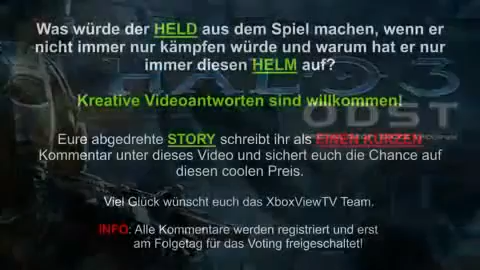 Was würde der HELD aus dem Spiel machen, wenn er
nicht immer nur kämpfen würde und warum hat er nur
immer diesen HELM auf?
HALO 3
Kreative Videoantworten sind willkommen!
ODST
Eure abgedrehte STORY schreibt ihr als EINEN KURZEN
Kommentar unter dieses Video und sichert euch die Chance auf
diesen coolen Preis.
Viel Glück wünscht euch das XboxViewTV Team.
INFO: Alle Kommentare werden registriert und erst
am Folgetag für das Voting freigeschaltet!